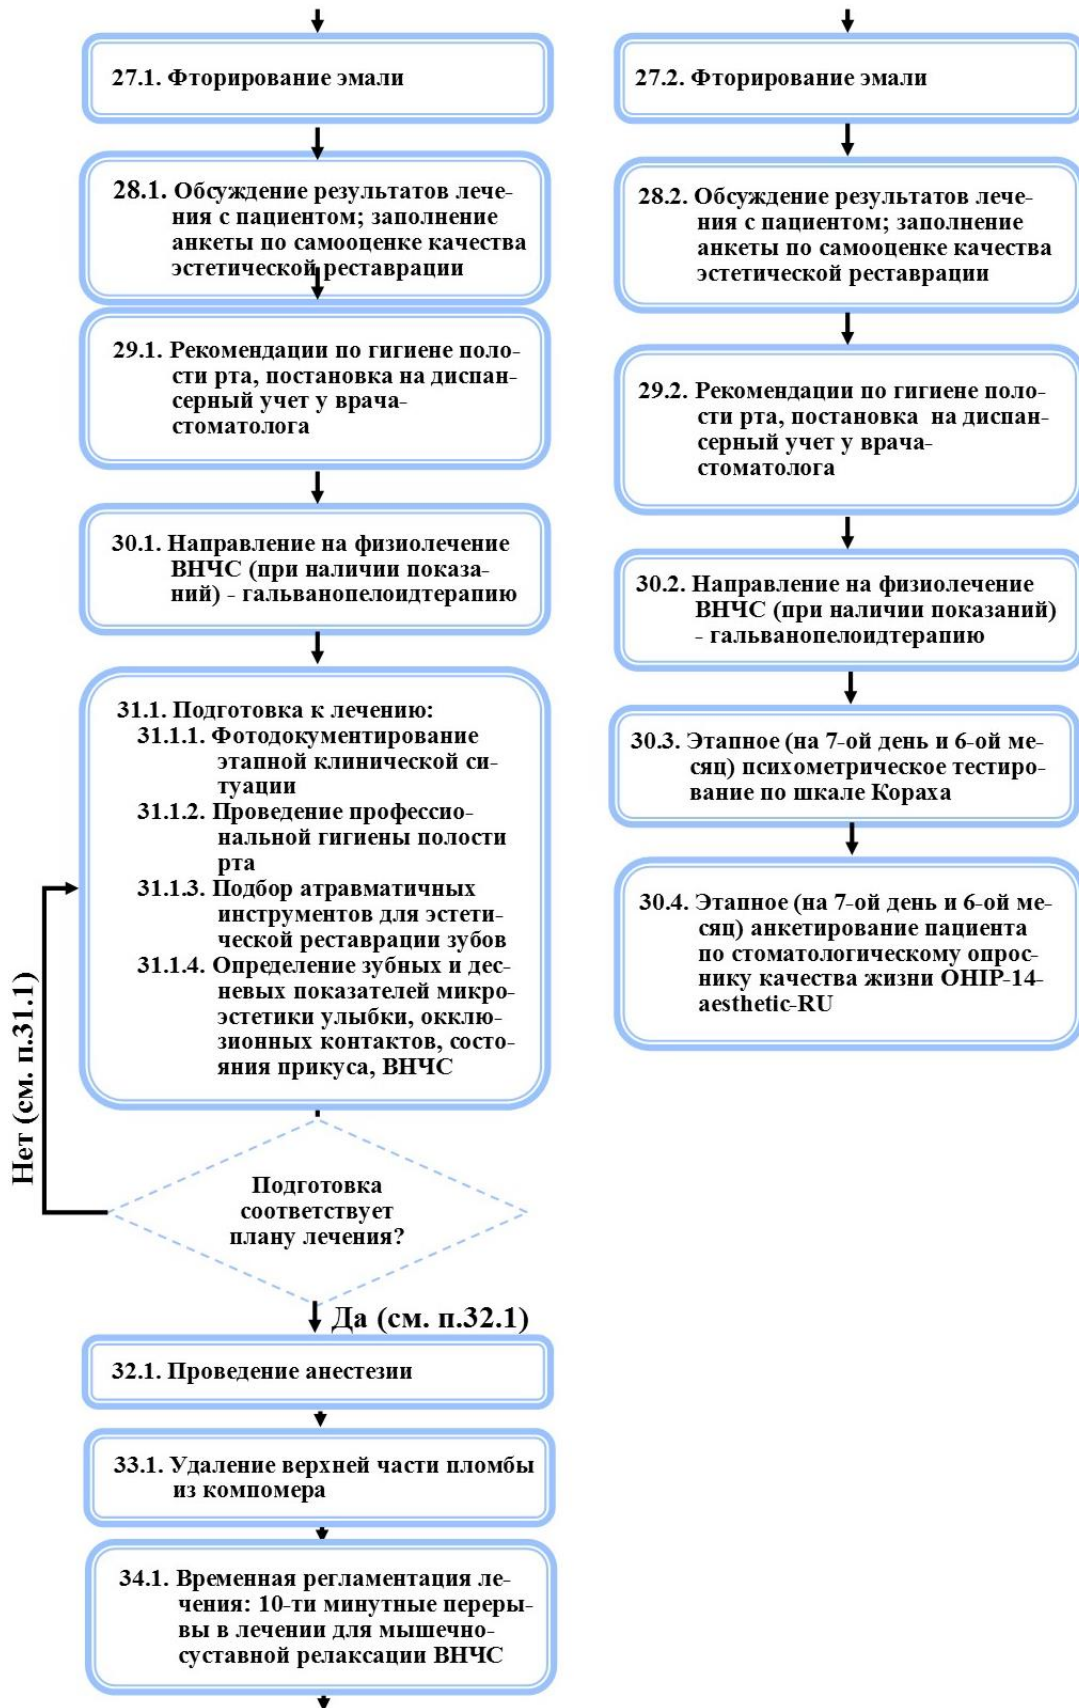 27.1. Фторирование эмали
28.1. Обсуждение результатов лече-
ния с пациентом; заполнение
анкеты по самооценке качества
эстетической реставрации
29.1. Рекомендации по гигиене поло-
сти рта, постановка на диспан-
серный учет у врача-
стоматолога
30.1. Направление на физиолечение
ВНЧС (при наличии показа-
ний) - гальванопелоидтерапию
31.1. Подготовка к лечению:
31.1.1. Фотодокументирование
этапной клинической си-
туации
31.1.2. Проведение професcио-
нальной гигиены полости
рта
31.1.3. Подбор атравматичных
инструментов для эстети-
ческой реставрации зубов
31.1.4. Определение зубных и дес-
невых показателей микро-
эстетики улыбки, окклю-
зионных контактов, состо-
яния прикуса, ВНЧС
Нет (см. п.31.1)
Подготовка
соответствует
плану лечения?
Да (см. п.32.1)
32.1. Проведение анестезии
33.1. Удаление верхней части пломбы
из компомера
34.1. Временная регламентация ле-
чения: 10-ти минутные переры-
вы в лечении для мышечно-
суставной релаксации ВНЧС
27.2. Фторирование эмали
28.2. Обсуждение результатов лече-
ния с пациентом; заполнение
анкеты по самооценке качества
эстетической реставрации
29.2. Рекомендации по гигиене поло-
сти рта, постановка на диспан-
серный учет у врача-
стоматолога
30.2. Направление на физиолечение
ВНЧС (при наличии показаний)
- гальванопелоидтерапию
30.3. Этапное (на 7-ой день и 6-ой ме-
сяц) психометрическое тестиро-
вание по шкале Кораха
30.4. Этапное (на 7-ой день и 6-ой ме-
сяц) анкетирование пациента
по стоматологическому опрос-
нику качества жизни OHIP-14-
aesthetic-RU